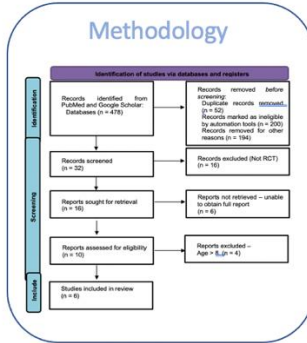 Methodology
Identification of studies via databases and registers
Identification
Records identified from
PubMed and Google Scholar:
Databases (n = 478)
Records removed before
screening:
Duplicate records removed
(n = 52)
Records marked as ineligible
by automation tools (n = 200)
Records removed for other
reasons (n = 194)
Screening
Records screened
(n = 32)
Records excluded (Not RCT)
(n = 16)
Reports sought for retrieval
(n = 16)
Reports not retrieved – unable
to obtain full report
(n = 6)
Reports assessed for eligibility
(n = 10)
Reports excluded –
Age > 8, (n = 4)
Include
Studies included in review
(n = 6)